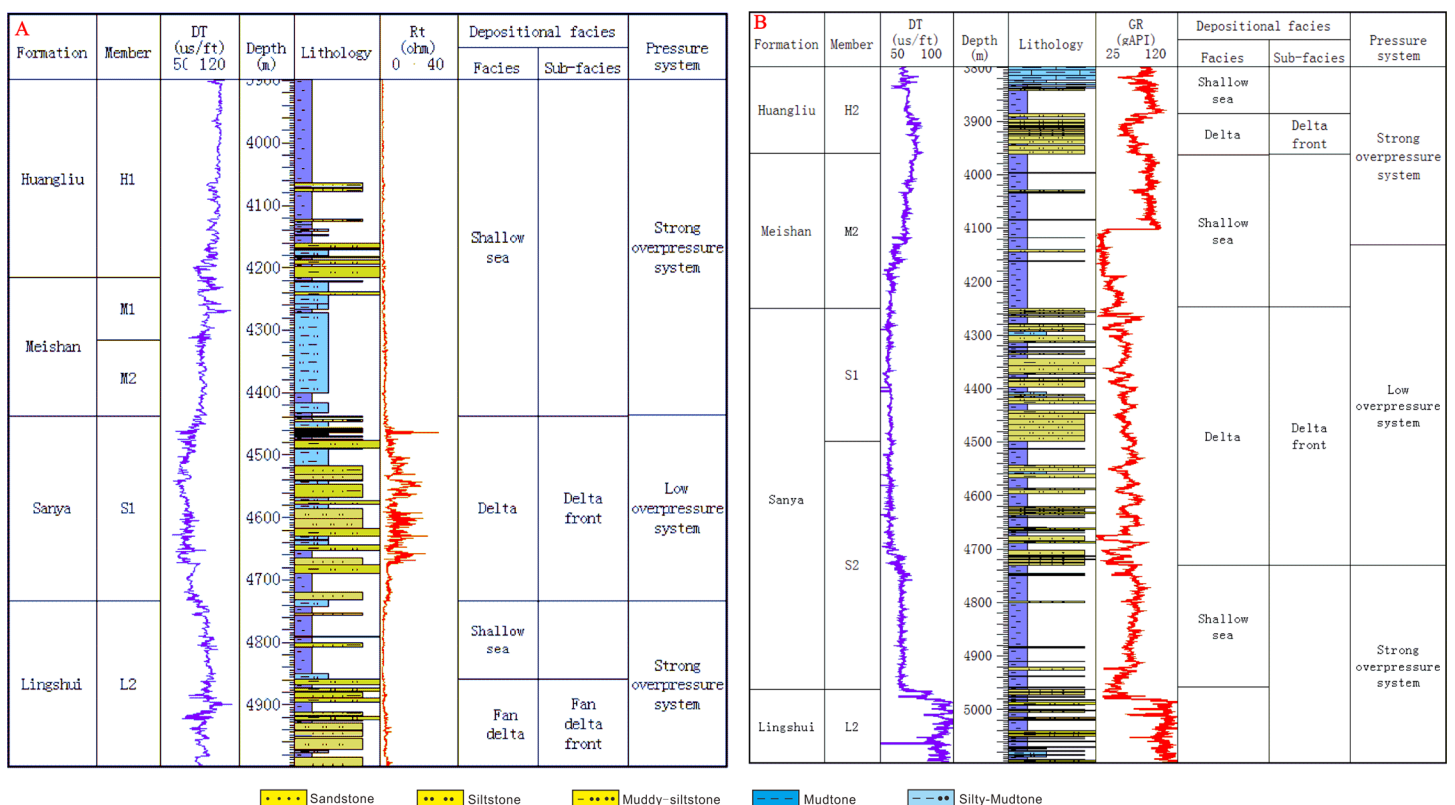 A
Formation
Member
DT
(us/ft)
50 120
Depth
(m)
Lithology
Rt
(ohm)
0 40
Depositional facies
Facies
Sub-facies
Pressure
system
Huangliu
H1
Meishan
M1
M2
Sanya
S1
Lingshui
L2
3900
4000
4100
4200
4300
4400
4500
4600
4700
4800
4900
Shallow
sea
Delta
Delta
front
Shallow
sea
Fan
delta
Fan
delta
front
Strong
overpressure
system
Low
overpressure
system
Strong
overpressure
system
B
Formation
Member
DT
(us/ft)
50 100
Depth
(m)
Lithology
GR
(gAPI)
25 120
Depositional facies
Facies
Sub-facies
Pressure
system
Huangliu
H2
Meishan
M2
Sanya
S1
S2
Lingshui
L2
3800
3900
4000
4100
4200
4300
4400
4500
4600
4700
4800
4900
5000
Shallow
sea
Delta
Delta
front
Shallow
sea
Delta
Delta
front
Shallow
sea
Strong
overpressure
system
Low
overpressure
system
Strong
overpressure
system
Sandstone
Siltstone
Muddy-siltstone
Mudtone
Silty-Mudtone